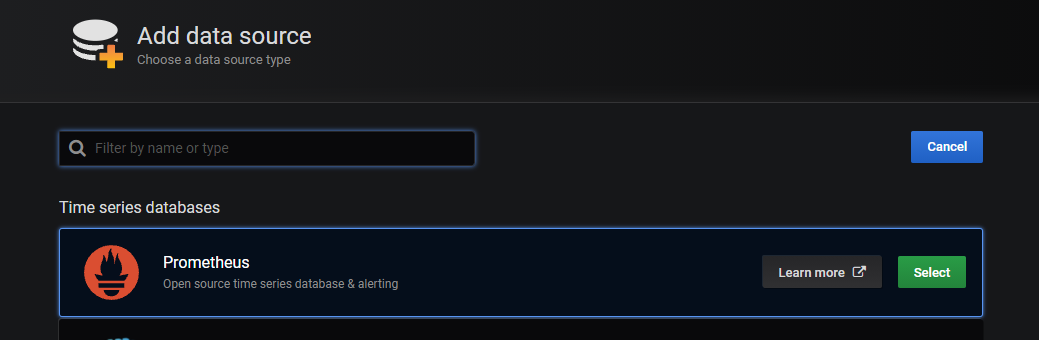 Add data source
Choose a data source type
Filter by name or type
Cancel
Time series databases
Prometheus
Open source time series database & alerting
Learn more
Select